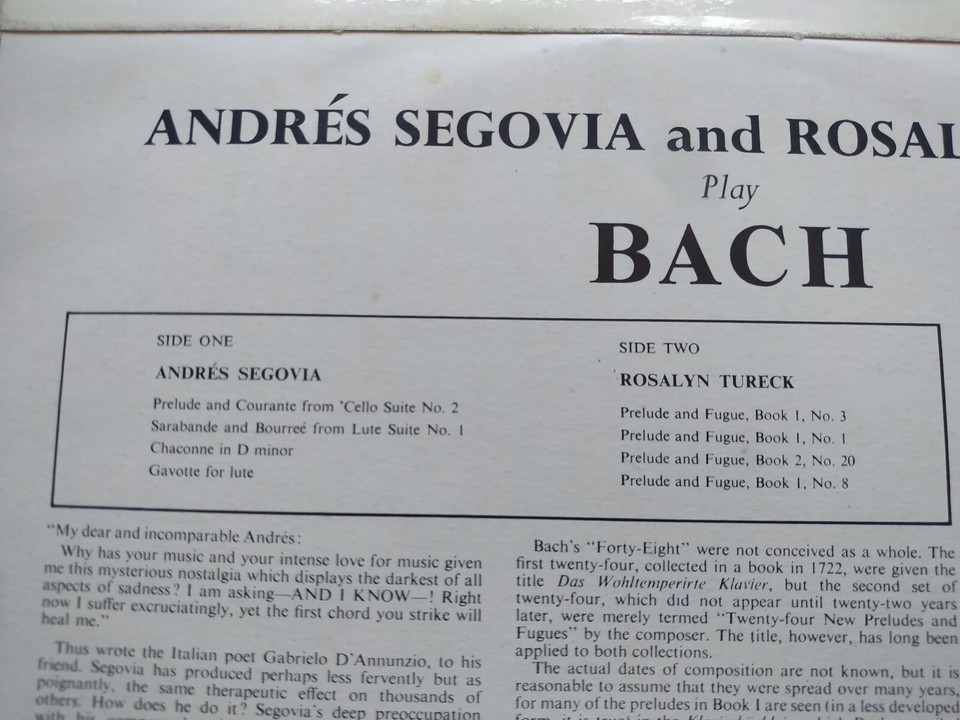 ANDRÉS SEGOVIA and ROSAL
Play
BACH
SIDE ONE
ANDRÉS SEGOVIA
Prelude and Courante from 'Cello Suite No. 2
Sarabande and Bourreé from Lute Suite No. 1
Chaconne in D minor
Gavotte for lute
SIDE TWO
ROSALYN TURECK
Prelude and Fugue, Book 1, No. 3
Prelude and Fugue, Book 1, No. 1
Prelude and Fugue, Book 2, No. 20
Prelude and Fugue, Book 1, No. 8
"My dear and incomparable Andrés:
Why has your music and your intense love for music given
me this mysterious nostalgia which displays the darkest of all
aspects of sadness? I am asking—AND I KNOW—! Right
now I suffer excruciatingly, yet the first chord you strike will
heal me."
Thus wrote the Italian poet Gabrielo D'Annunzio, to his
friend. Segovia has produced perhaps less fervently but as
poignantly, the same therapeutic effect on thousands of
others. How does he do it? Segovia's deep preoccupation
with his
Bach's "Forty-Eight" were not conceived as a whole. The
first twenty-four, collected in a book in 1722, were given the
title Das Wohltemperirte Klavier, but the second set of
twenty-four, which did not appear until twenty-two years
later, were merely termed "Twenty-four New Preludes and
Fugues" by the composer. The title, however, has long been
applied to both collections.
The actual dates of composition are not known, but it is
reasonable to assume that they were spread over many years,
for many of the preludes in Book 1 are seen (in a less developed